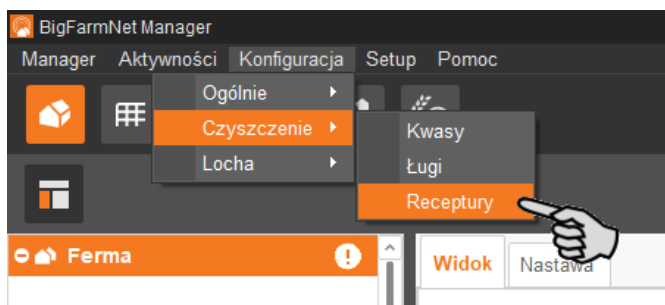 BigFarmNet Manager
Manager Aktywności Konfiguracja Setup Pomoc
Ogólnie
Czyszczenie
Kwasy
Locha
Ługi
Receptury
Ferma
Widok
Nastawa